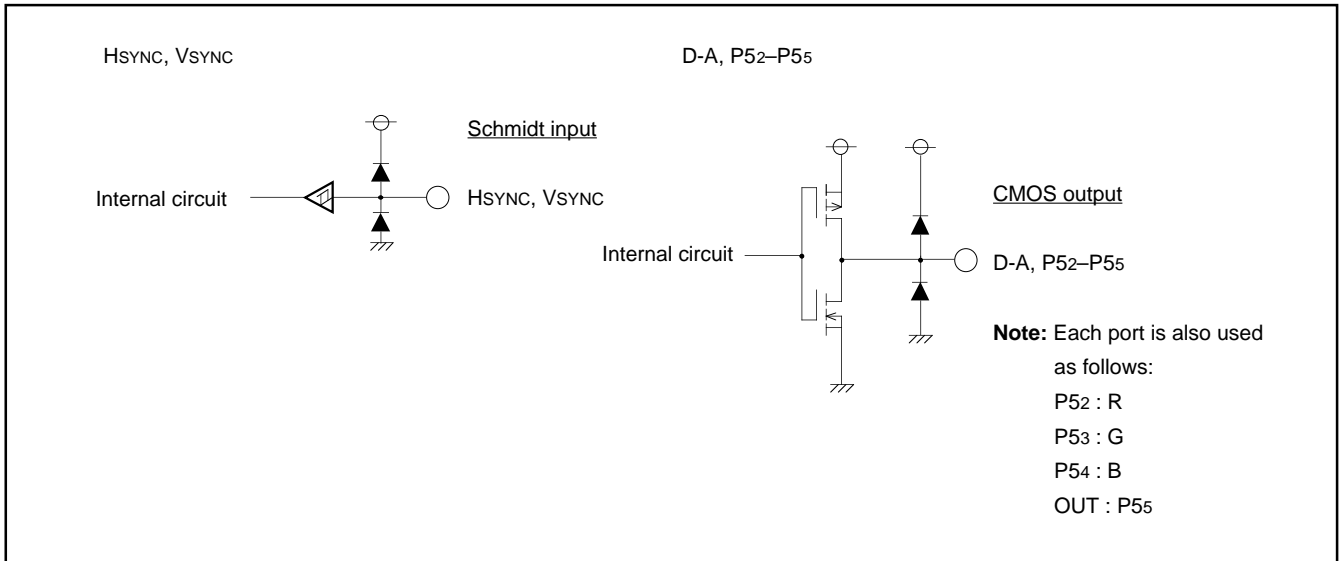 HSYNC, VSYNC
D-A, P52–P55
Schmidt input
Internal circuit
HSYNC, VSYNC
CMOS output
Internal circuit
D-A, P52–P55
Note: Each port is also used
as follows:
P52 : R
P53 : G
P54 : B
OUT : P55